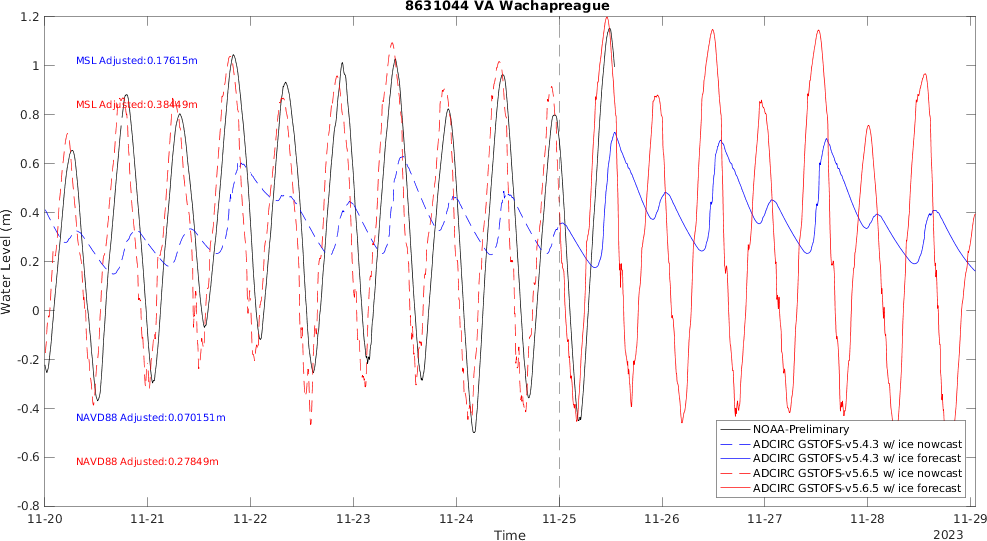 8631044 VA Wachapreague
1.2
1
0.8
0.6
0.4
0.2
0
-0.2
-0.4
-0.6
-0.8
Water Level (m)
MSL Adjusted:0.17615m
MSL Adjusted:0.38449m
NAVD88 Adjusted:0.070151m
NAVD88 Adjusted:0.27849m
NOAA-Preliminary
ADCIRC GSTOFS-v5.4.3 w/ ice nowcast
ADCIRC GSTOFS-v5.4.3 w/ ice forecast
ADCIRC GSTOFS-v5.6.5 w/ ice nowcast
ADCIRC GSTOFS-v5.6.5 w/ ice forecast
11-20 11-21 11-22 11-23 11-24 11-25 11-26 11-27 11-28 11-29
Time
2023